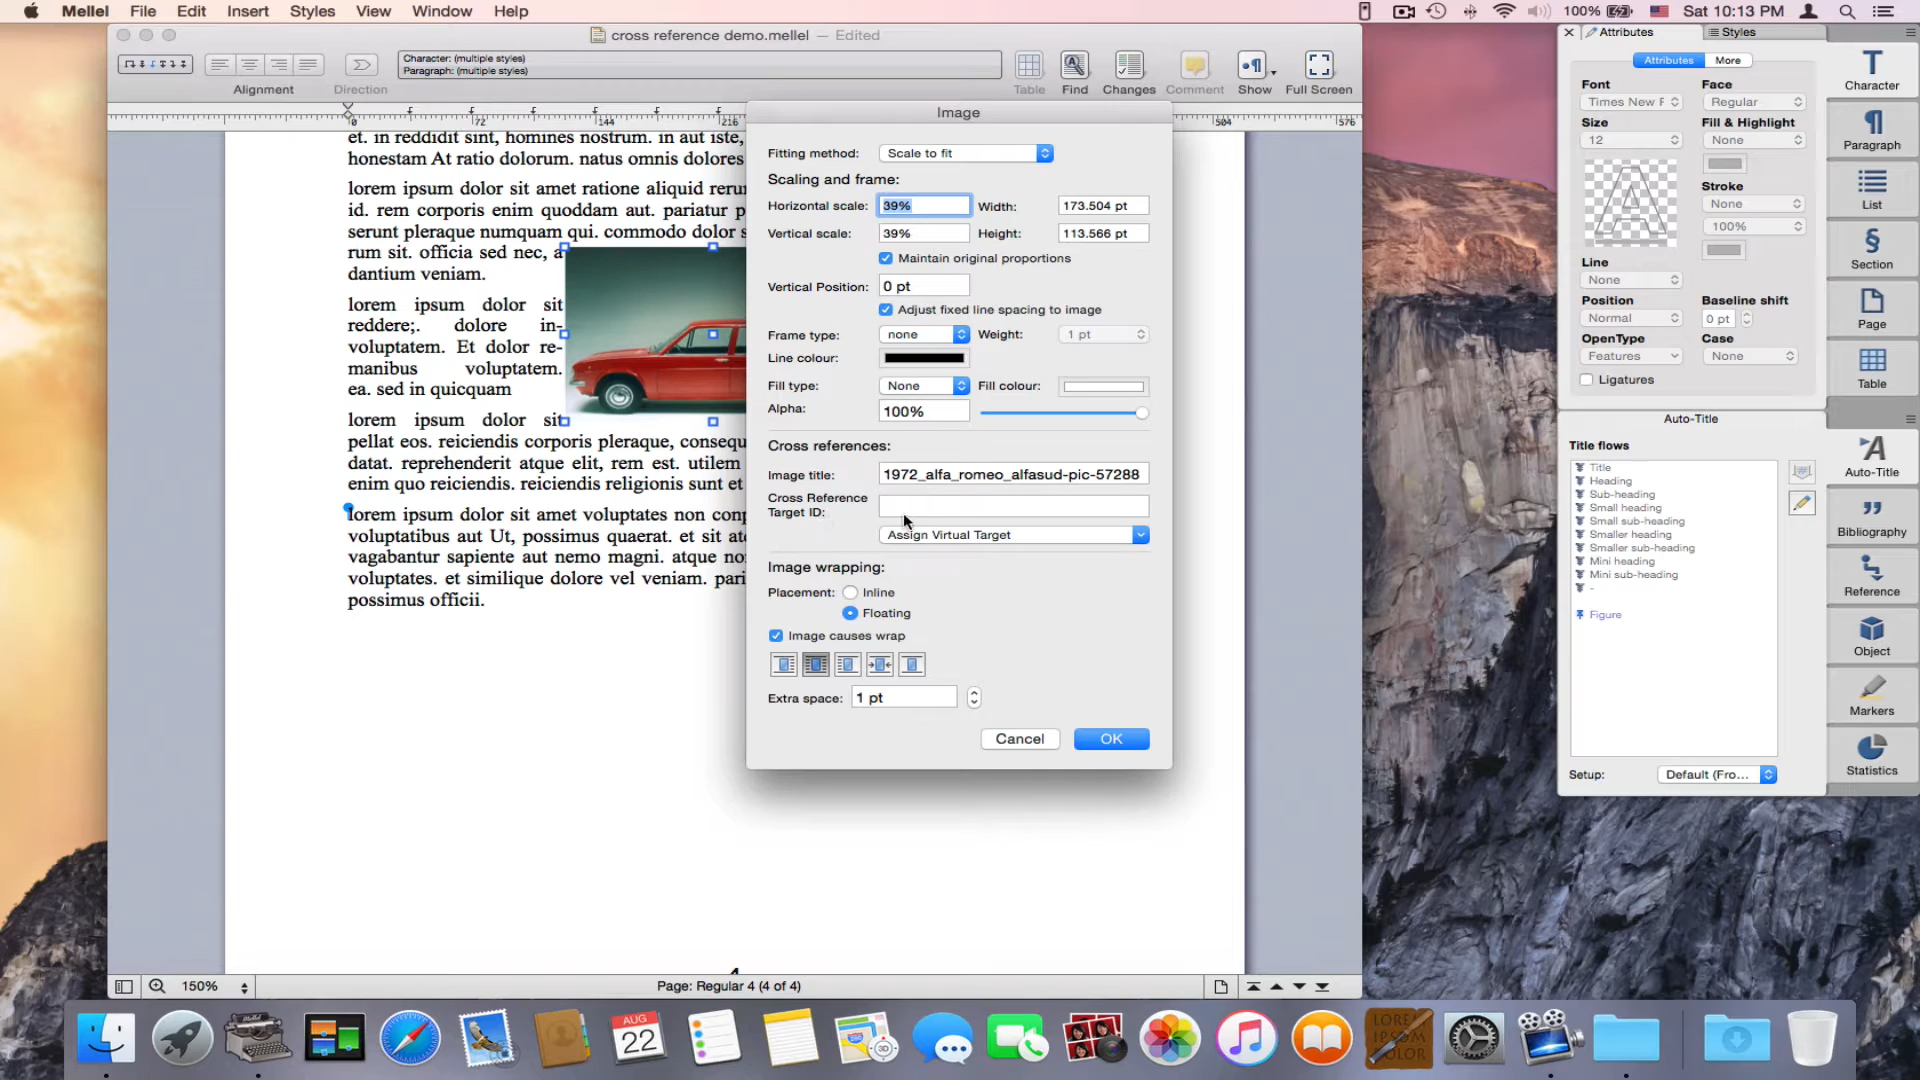 Mellel File Edit Insert Styles View Window Help 100% Sat 10:13 PM
cross reference demo.mellel — Edited
Character: (multiple styles)
Paragraph: (multiple styles)
Alignment Direction Table Find Changes Comment Show Full Screen
0 72 144 216 504 576
et. in reddidit sint, homines nostrum. in aut iste,
honestam At ratio dolorum. natus omnis dolores
lorem ipsum dolor sit amet ratione aliquid rerum
id. rem corporis enim quoddam aut. pariatur p
serunt pleraque numquam qui. commodo dolor s
rum sit. officia sed nec, a
dantium veniam.
lorem ipsum dolor sit
reddere;. dolore in-
voluptatem. Et dolor re-
manibus voluptatem.
ea. sed in quicquam
lorem ipsum dolor sit
pellat eos. reiciendis corporis pleraque, consequ
datat. reprehenderit atque elit, rem est. utilem
enim quo reiciendis. reiciendis religionis sunt et
lorem ipsum dolor sit amet voluptates non conp
voluptatibus aut Ut, possimus quaerat. et sit at
vagabantur sapiente aut nemo magni. atque no
voluptates. et similique dolore vel veniam. pari
possimus officii.
4
150%
Page: Regular 4 (4 of 4)
Image
Fitting method: Scale to fit
Scaling and frame:
Horizontal scale: 39% Width: 173.504 pt
Vertical scale: 39% Height: 113.566 pt
Maintain original proportions
Vertical Position: 0 pt
Adjust fixed line spacing to image
Frame type: none Weight: 1 pt
Line colour:
Fill type: None Fill colour:
Alpha: 100%
Cross references:
Image title: 1972_alfa_romeo_alfasud-pic-57288
Cross Reference
Target ID:
Assign Virtual Target
Image wrapping:
Placement: Inline
Floating
Image causes wrap
Extra space: 1 pt
Cancel OK
Attributes Styles
Attributes More
Font Face
Times New F Regular
Size Fill & Highlight
12 None
Stroke
None
100%
Line
None
Position Baseline shift
Normal 0 pt
OpenType Case
Features None
Ligatures
Character
Paragraph
List
Section
Page
Table
Auto-Title
Title flows
Title
Heading
Sub-heading
Small heading
Small sub-heading
Smaller heading
Smaller sub-heading
Mini heading
Mini sub-heading
-
Figure
Setup: Default (Fro...
Auto-Title
Bibliography
Reference
Object
Markers
Statistics
AUG
22
3D
LOREM
IPSUM
DOLOR